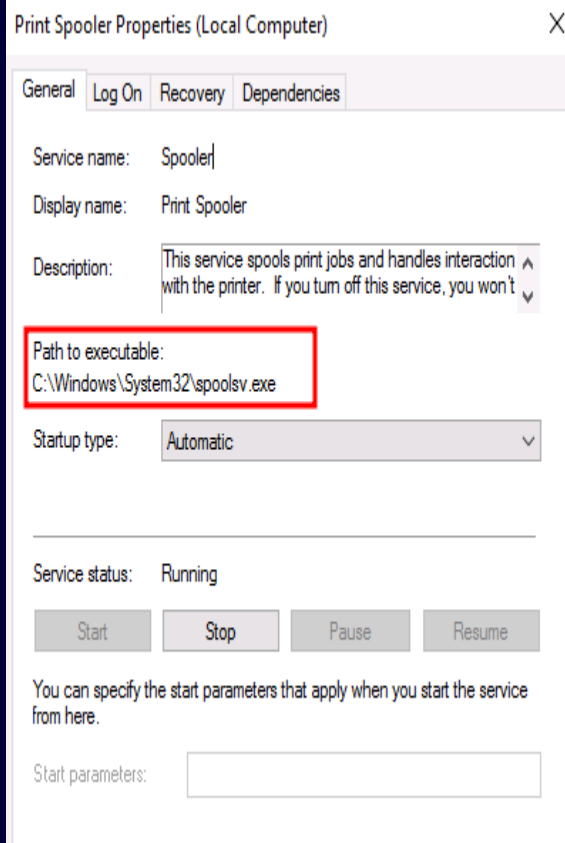 Print Spooler Properties (Local Computer)
General Log On Recovery Dependencies
Service name: Spooler
Display name: Print Spooler
Description: This service spools print jobs and handles interaction
with the printer. If you turn off this service, you won't
Path to executable:
C:\Windows\System32\spoolsv.exe
Startup type: Automatic
Service status: Running
Start Stop Pause Resume
You can specify the start parameters that apply when you start the service
from here.
Start parameters: